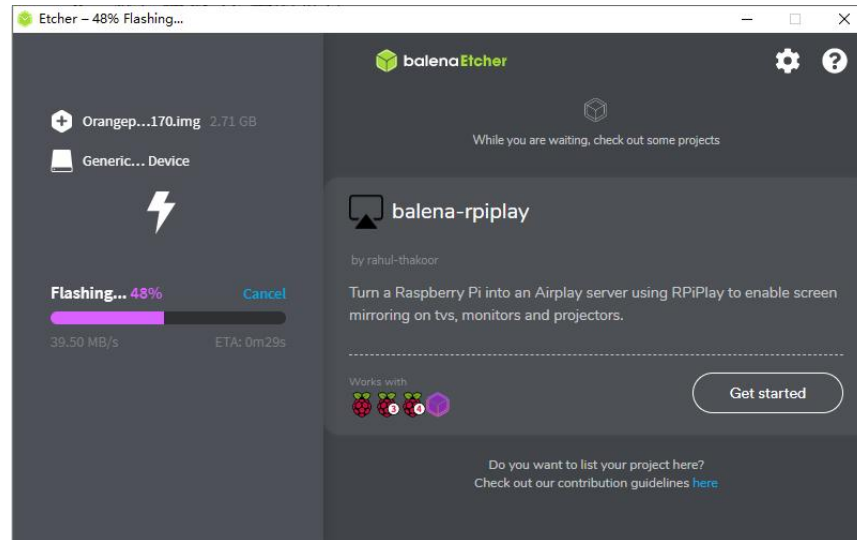 Etcher – 48% Flashing...
balenaEtcher
Orangep...170.img 2.71 GB
Generic... Device
Flashing... 48% Cancel
39.50 MB/s ETA: 0m29s
While you are waiting, check out some projects
balena-rpiplay
by rahul-thakoor
Turn a Raspberry Pi into an Airplay server using RPiPlay to enable screen
mirroring on tvs, monitors and projectors.
Works with
3 4
Get started
Do you want to list your project here?
Check out our contribution guidelines here